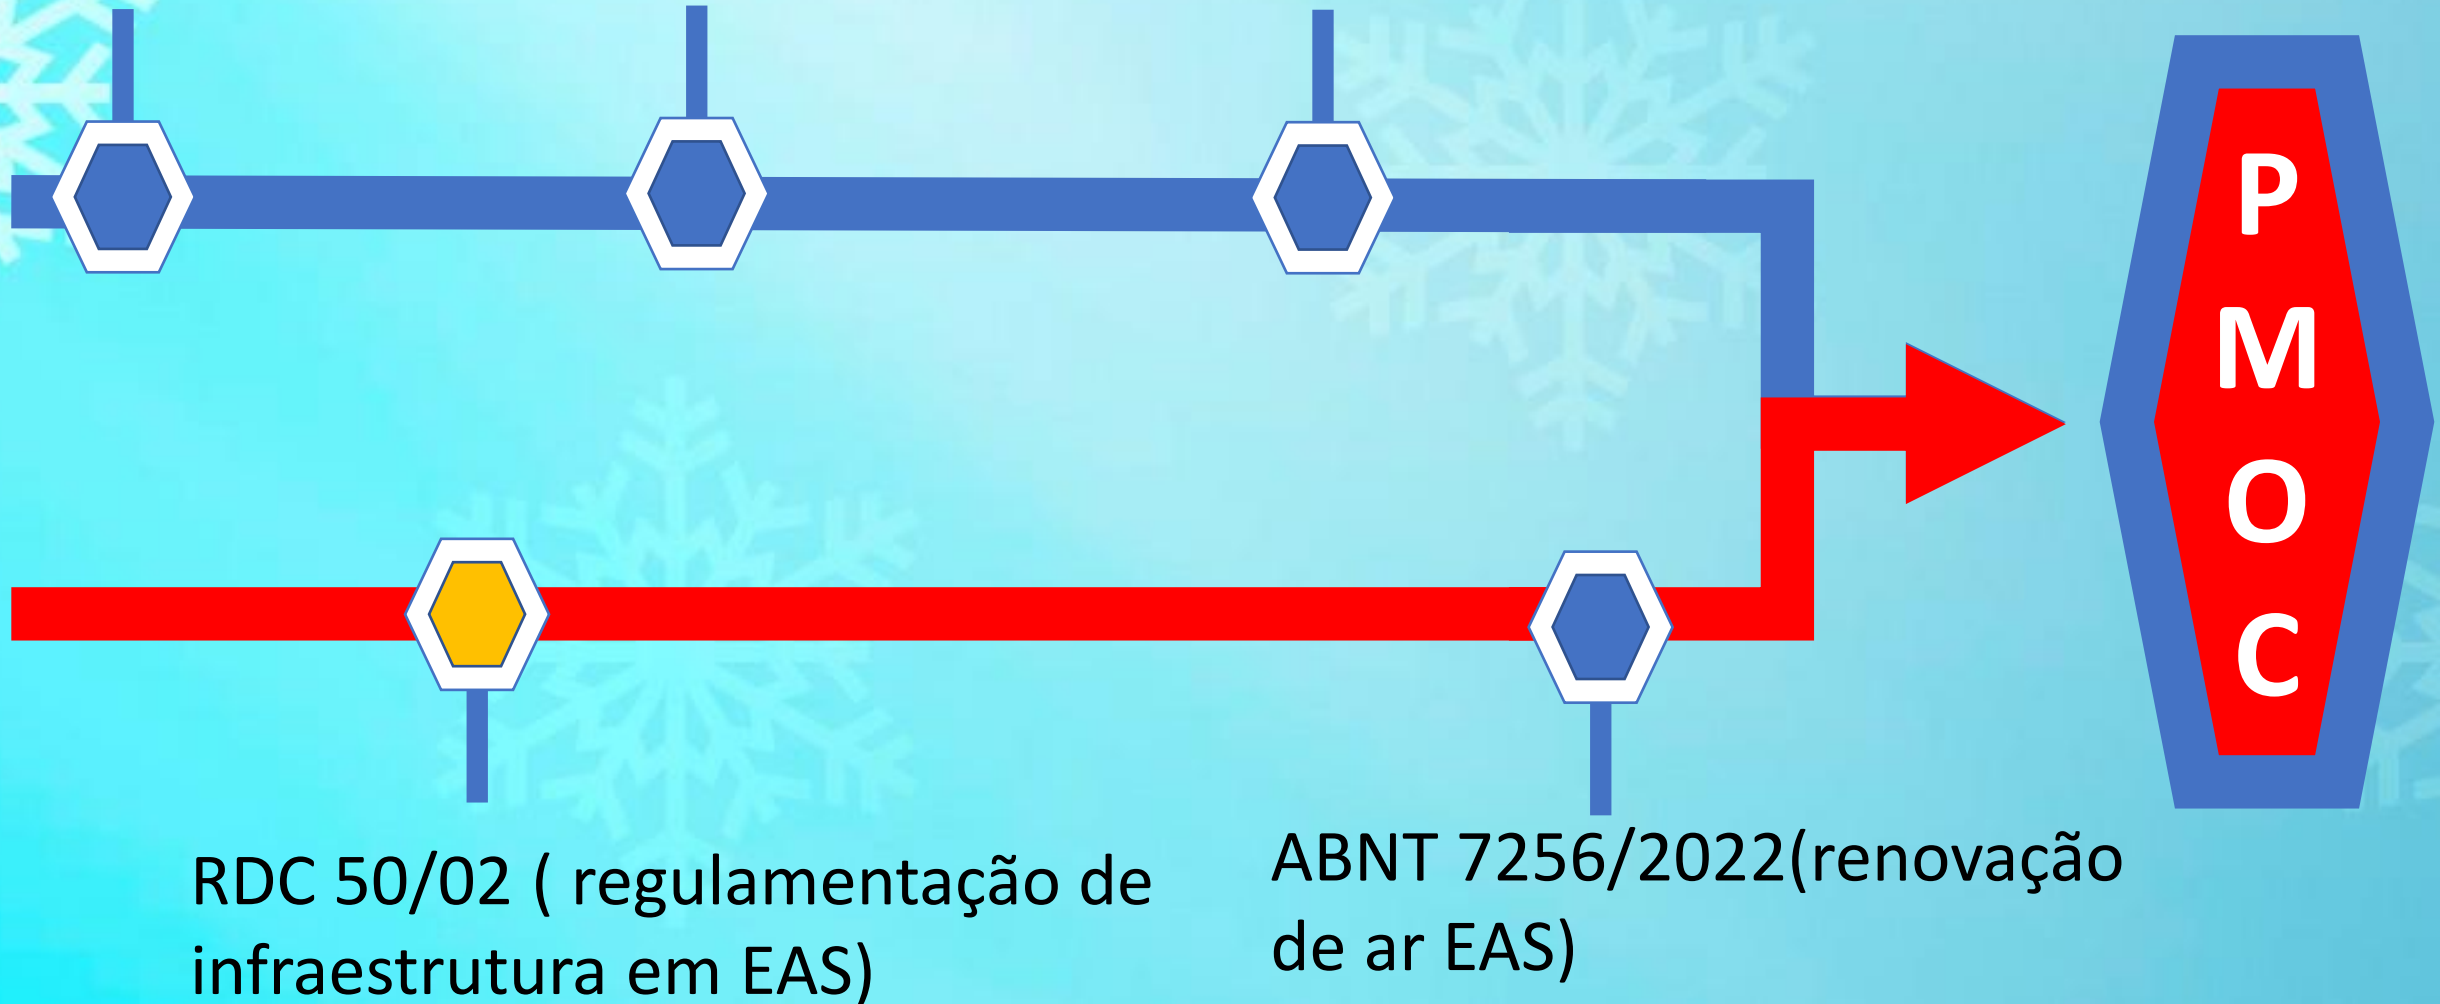 P
M
O
C
RDC 50/02 ( regulamentação de
infraestrutura em EAS)
ABNT 7256/2022(renovação
de ar EAS)